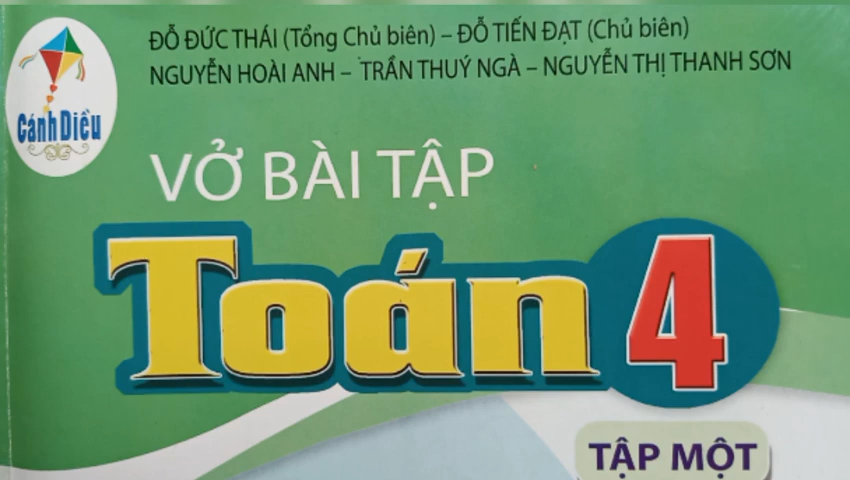 ĐỖ ĐỨC THÁI (Tổng Chủ biên) – ĐỖ TIẾN ĐẠT (Chủ biên)
NGUYỄN HOÀI ANH – TRẦN THUÝ NGÀ – NGUYỄN THỊ THANH SƠN
Cánh Diều
VỞ BÀI TẬP
Toán 4
TẬP MỘT